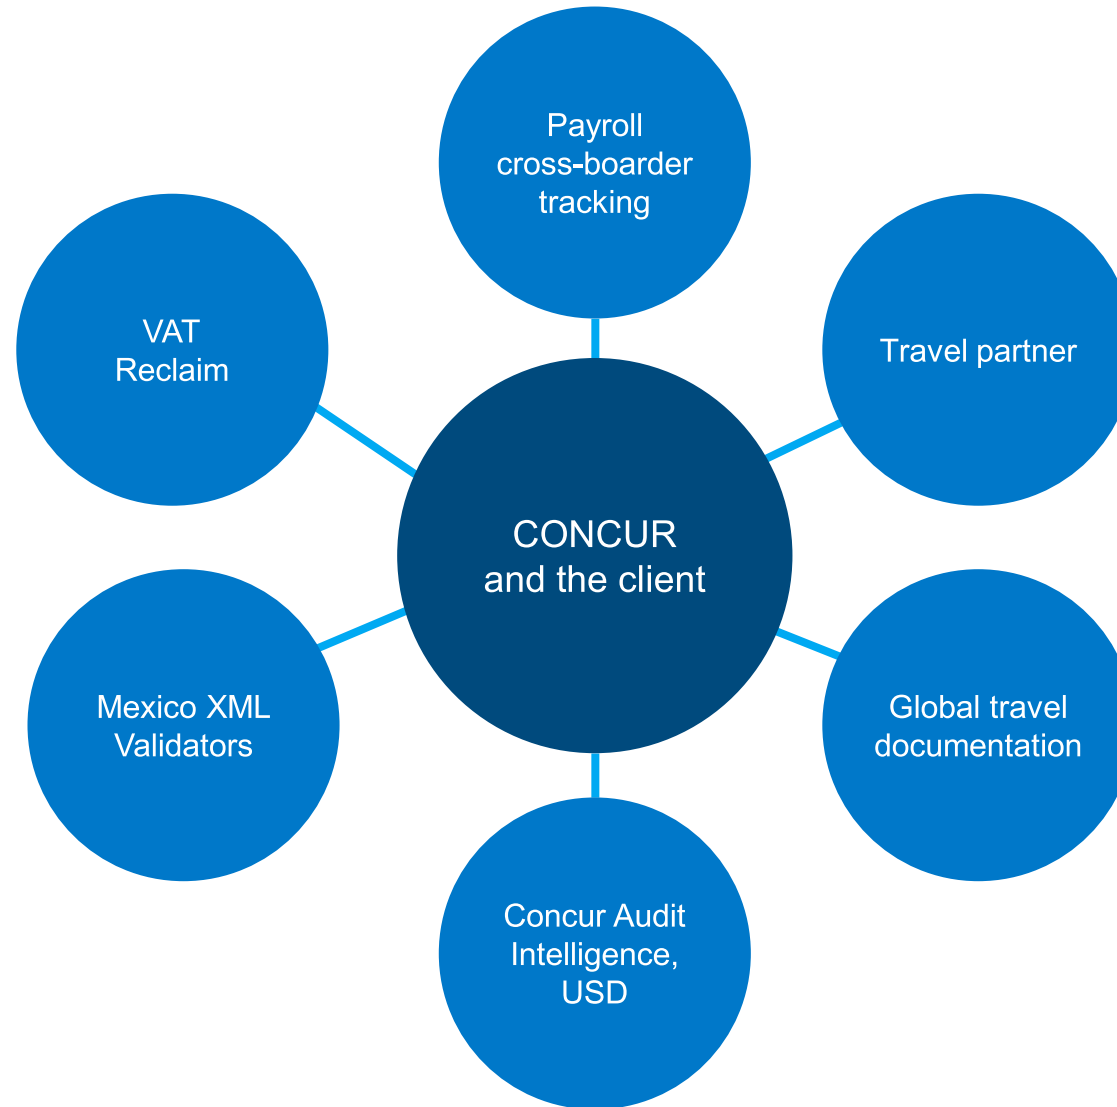 Payroll
cross-boarder
tracking
VAT
Reclaim
Travel partner
CONCUR
and the client
Mexico XML
Validators
Global travel
documentation
Concur Audit
Intelligence,
USD